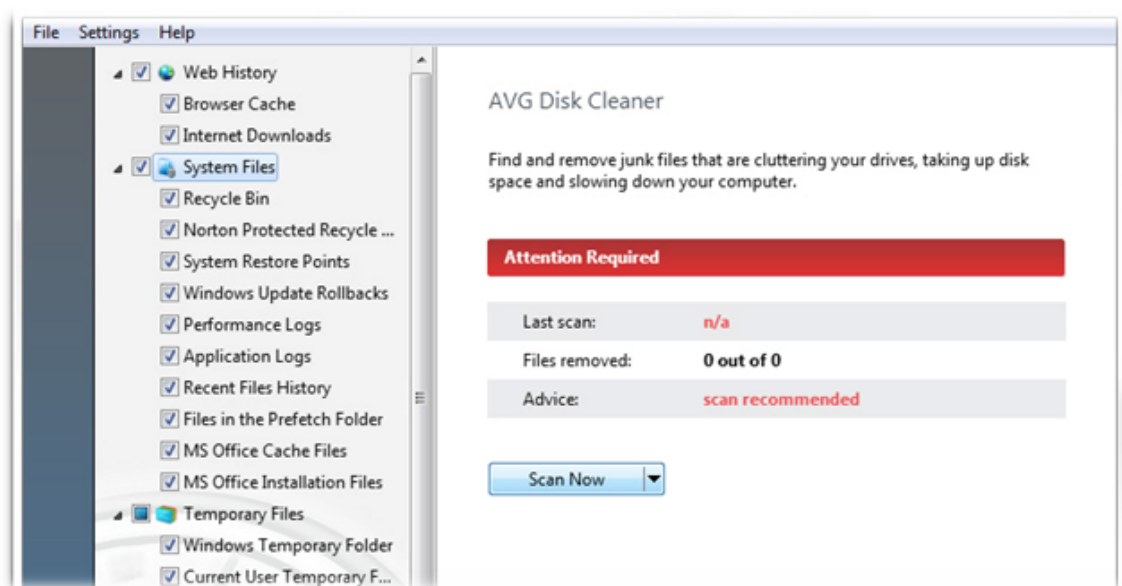 File Settings Help
Web History
Browser Cache
Internet Downloads
System Files
Recycle Bin
Norton Protected Recycle ...
System Restore Points
Windows Update Rollbacks
Performance Logs
Application Logs
Recent Files History
Files in the Prefetch Folder
MS Office Cache Files
MS Office Installation Files
Temporary Files
Windows Temporary Folder
Current User Temporary F...
AVG Disk Cleaner
Find and remove junk files that are cluttering your drives, taking up disk
space and slowing down your computer.
Attention Required
Last scan: n/a
Files removed: 0 out of 0
Advice: scan recommended
Scan Now